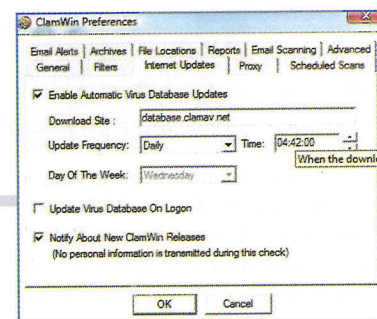 ClamWin Preferences
Email Alerts Archives File Locations Reports Email Scanning Advanced
General Filters Internet Updates Proxy Scheduled Scans
Enable Automatic Virus Database Updates
Download Site : database.clamav.net
Update Frequency: Daily Time: 04:42:00
When the downl
Day Of The Week: Wednesday
Update Virus Database On Logon
Notify About New ClamWin Releases
(No personal information is transmitted during this check)
OK Cancel